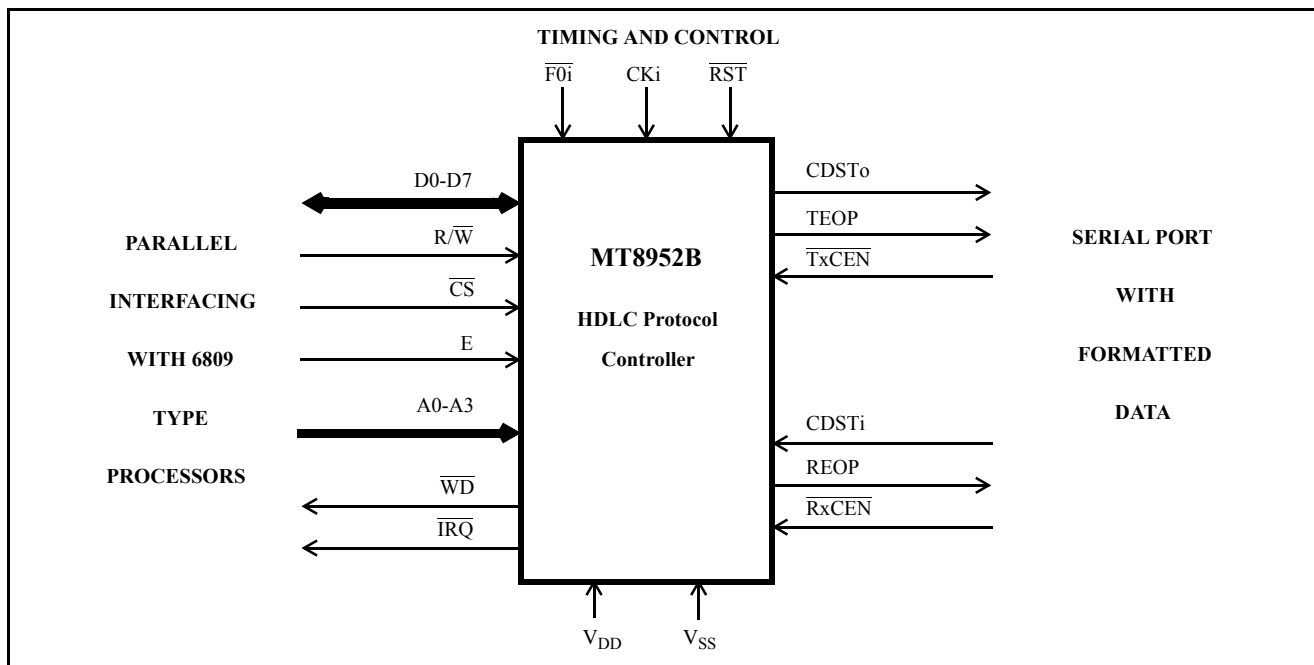 TIMING AND CONTROL
F0i CKi RST
D0-D7
R/W
CS
E
A0-A3
WD
IRQ
PARALLEL
INTERFACING
WITH 6809
TYPE
PROCESSORS
MT8952B
HDLC Protocol
Controller
CDSTo
TEOP
TxCEN
CDSTi
REOP
RxCEN
SERIAL PORT
WITH
FORMATTED
DATA
VDD VSS